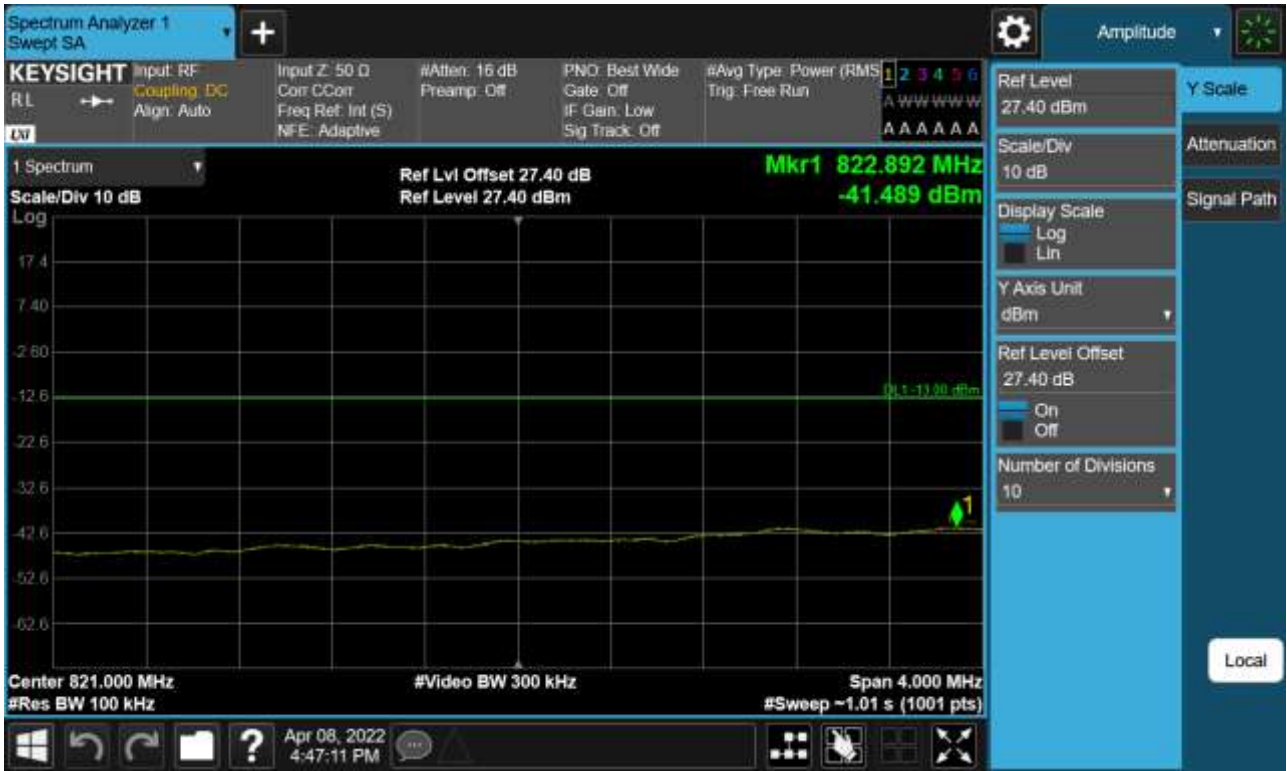 Spectrum Analyzer 1
Swept SA
+
Amplitude
KEYSIGHT
RL
LXI
Input: RF
Coupling: DC
Align: Auto
Input Z: 50 Ω
Corr CCorr
Freq Ref: Int (S)
NFE: Adaptive
#Atten: 16 dB
Preamp: Off
PNO: Best Wide
Gate: Off
IF Gain: Low
Sig Track: Off
#Avg Type: Power (RMS
Trig: Free Run
1 2 3 4 5 6
A W W W W W
A A A A A A
1 Spectrum
Scale/Div 10 dB
Log
Ref Lvl Offset 27.40 dB
Ref Level 27.40 dBm
Mkr1 822.892 MHz
-41.489 dBm
17.4
7.40
-2.60
-12.6
DL1 -13.00 dBm
-22.6
-32.6
1
-42.6
-52.6
-62.6
Center 821.000 MHz
#Res BW 100 kHz
#Video BW 300 kHz
Span 4.000 MHz
#Sweep ~1.01 s (1001 pts)
Ref Level
27.40 dBm
Scale/Div
10 dB
Display Scale
Log
Lin
Y Axis Unit
dBm
Ref Level Offset
27.40 dB
On
Off
Number of Divisions
10
Y Scale
Attenuation
Signal Path
Local
?
Apr 08, 2022
4:47:11 PM